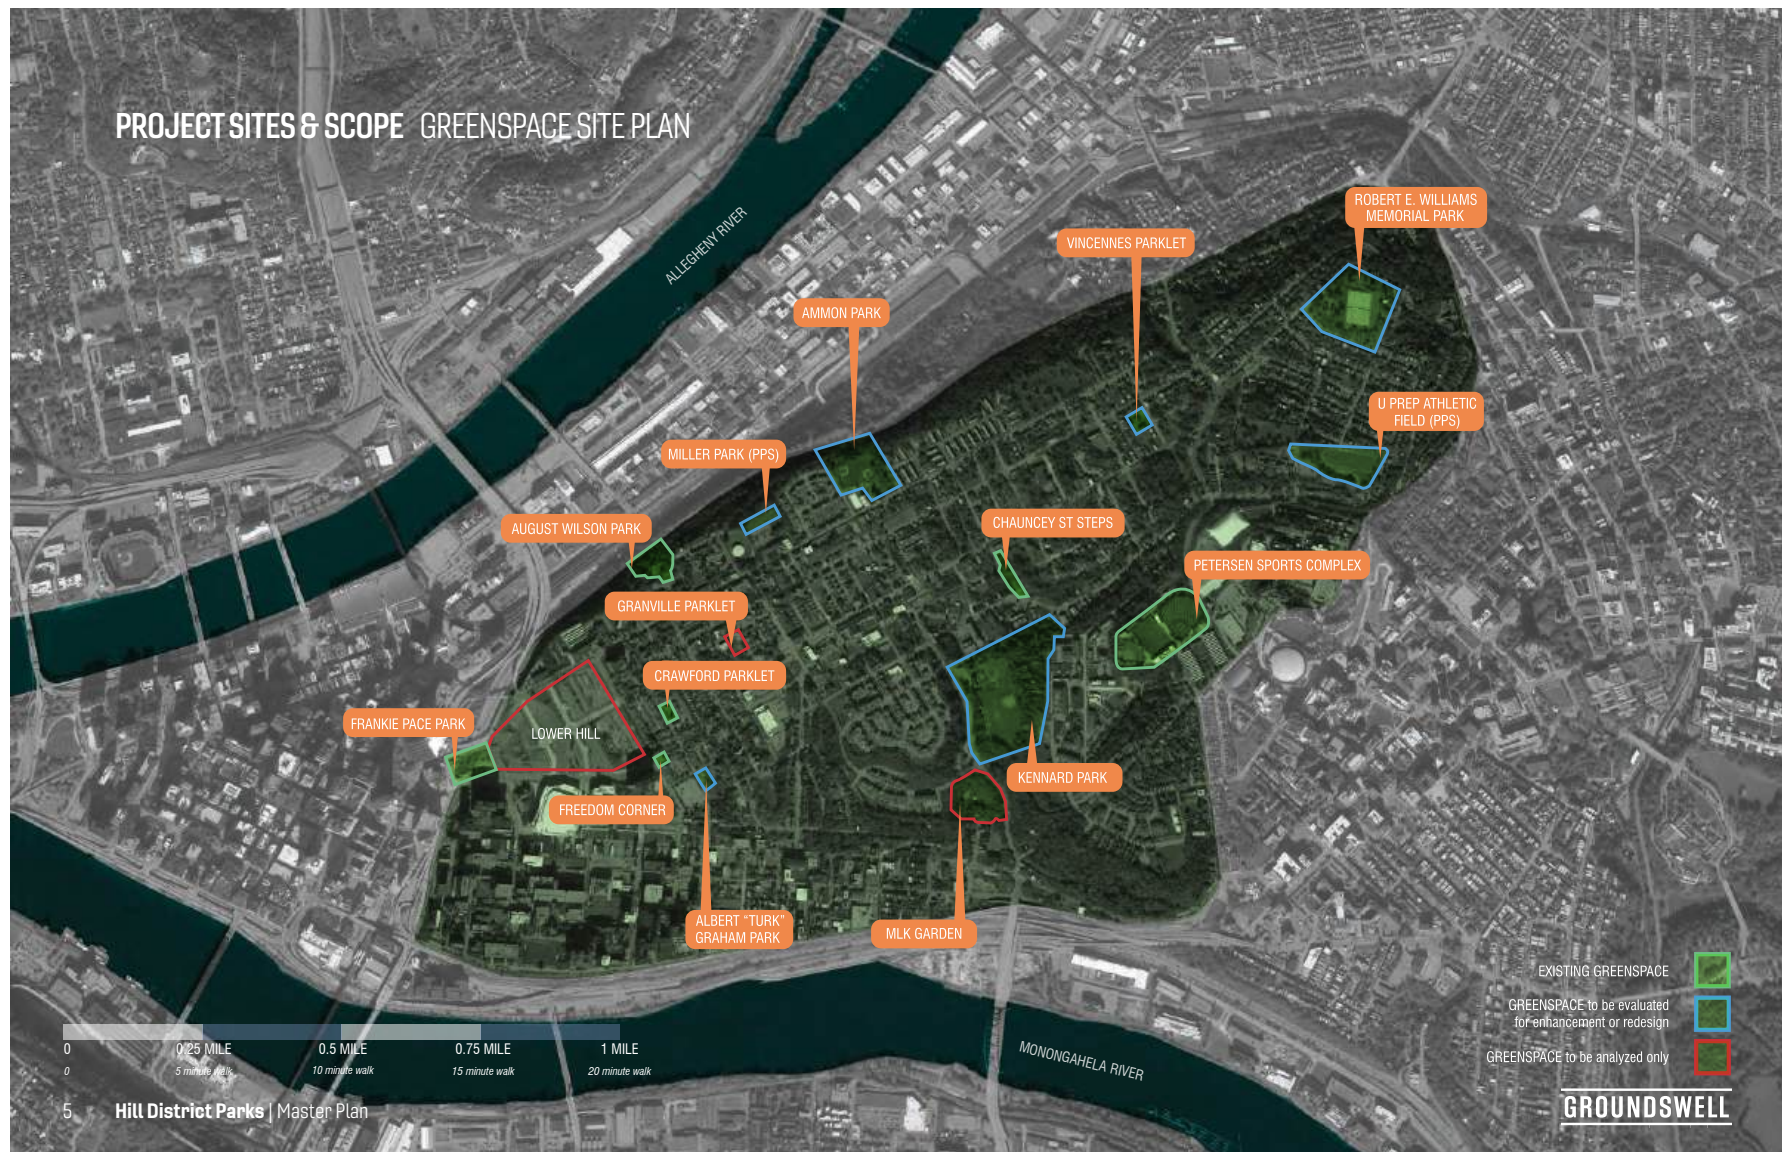 PROJECT SITES & SCOPE GREENSPACE SITE PLAN
ALLEGHENY RIVER
ROBERT E. WILLIAMS
MEMORIAL PARK
VINCENNES PARKLET
AMMON PARK
U PREP ATHLETIC
FIELD (PPS)
MILLER PARK (PPS)
AUGUST WILSON PARK
CHAUNCEY ST STEPS
PETERSEN SPORTS COMPLEX
GRANVILLE PARKLET
CRAWFORD PARKLET
FRANKIE PACE PARK
LOWER HILL
KENNARD PARK
FREEDOM CORNER
ALBERT “TURK”
GRAHAM PARK
MLK GARDEN
EXISTING GREENSPACE
GREENSPACE to be evaluated
for enhancement or redesign
GREENSPACE to be analyzed only
0 0.25 MILE 0.5 MILE 0.75 MILE 1 MILE
0 5 minute walk 10 minute walk 15 minute walk 20 minute walk
MONONGAHELA RIVER
5 Hill District Parks | Master Plan
GROUNDSWELL